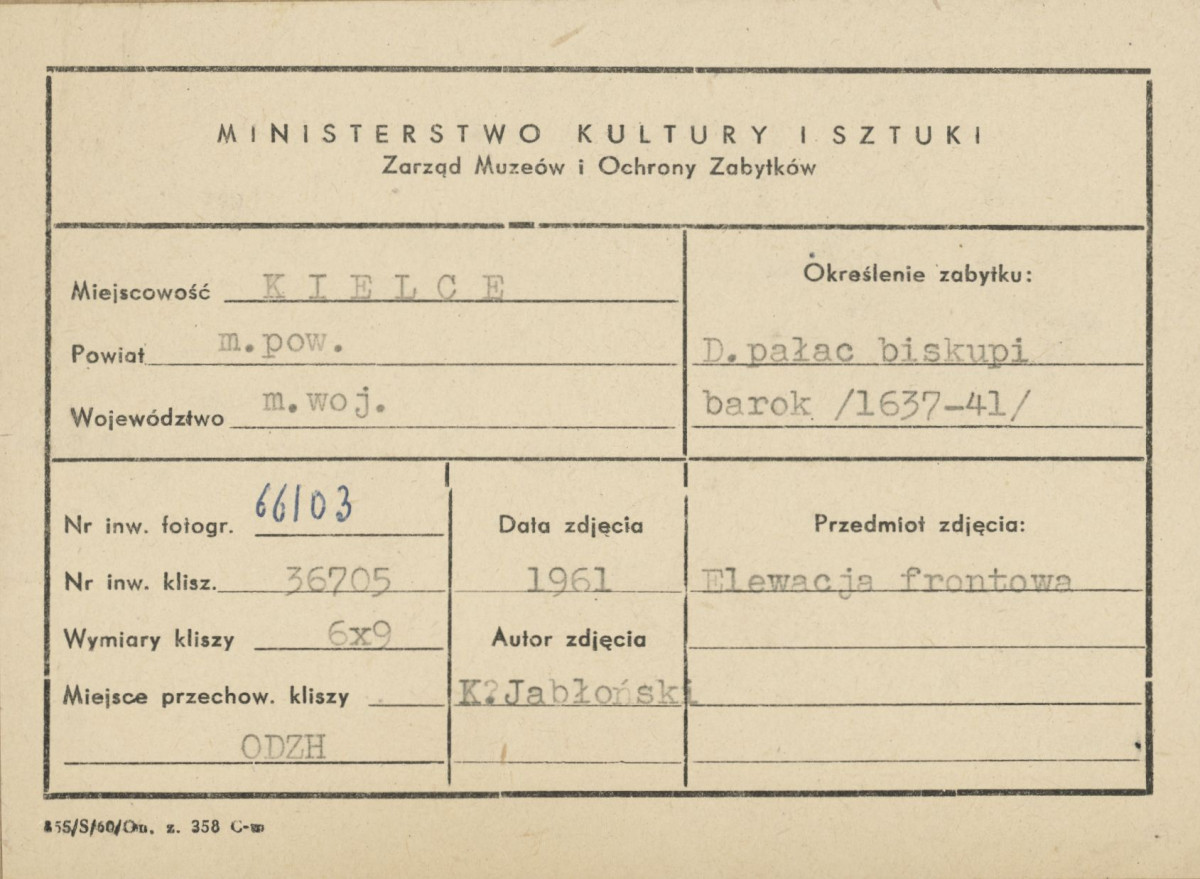 MINISTERSTWO KULTURY I SZTUKI
Zarząd Muzeów i Ochrony Zabytków
Miejscowość KIELCE
Powiat m.pow.
Województwo m.woj.
Określenie zabytku:
D.pałac biskupi
barok /1637-41/
Nr inw. fotogr. 66103
Nr inw. klisz. 36705
Wymiary kliszy 6x9
Miejsce przechow. kliszy
ODZH
Data zdjęcia
1961
Autor zdjęcia
K?Jabłoński
Przedmiot zdjęcia:
Elewacja frontowa
z. 358